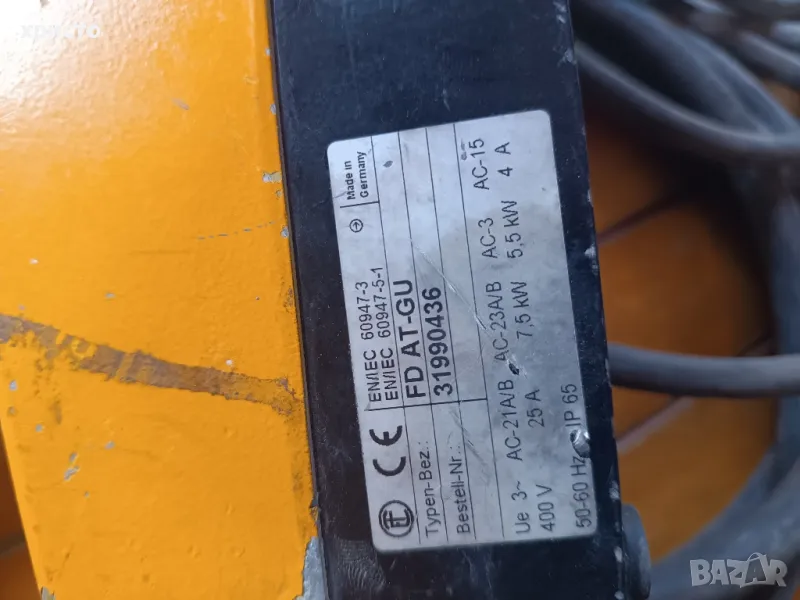 хремто
CE
EN/IEC 60947-3
EN/IEC 60947-5-1
Made in
Germany
Typen-Bez.:
FD AT-GU
Bestell-Nr.:
31990436
Ue 3~ AC-21A/B AC-23A/B AC-3 AC-15
400 V 25 A 7,5 kW 5,5 kW 4 A
50-60 Hz IP 65
BAZAR